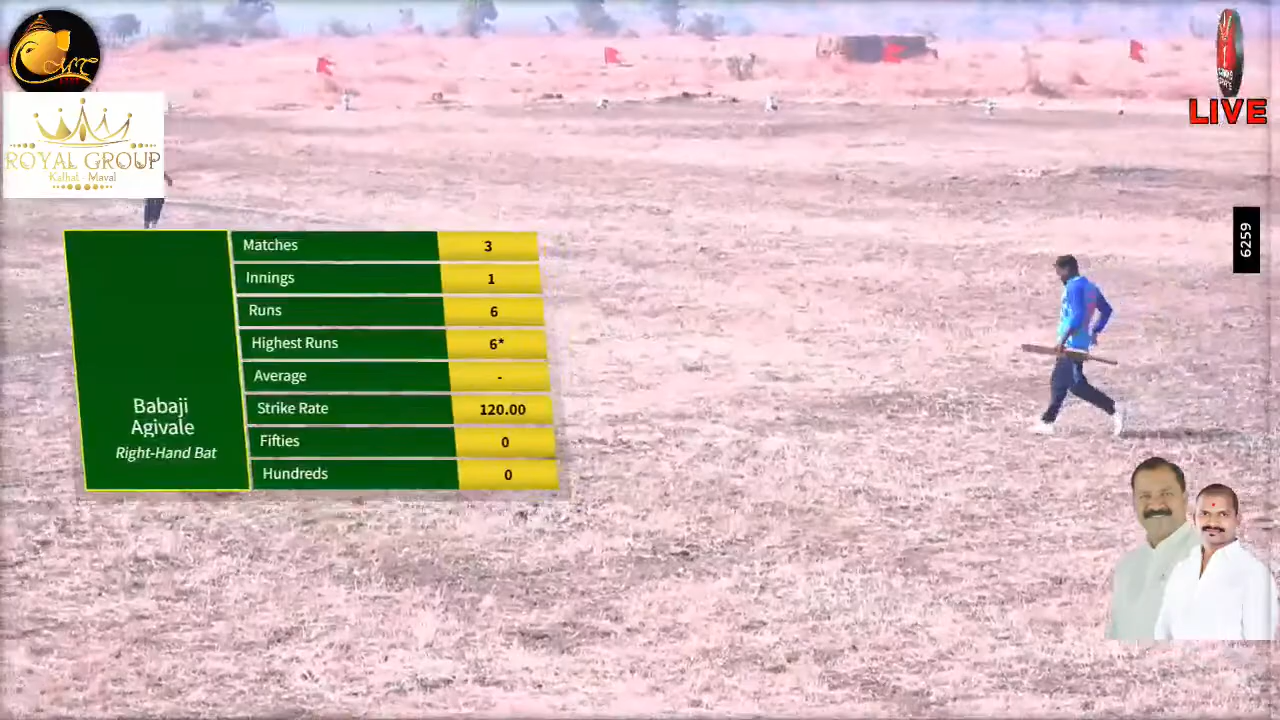 CMT
LIVE
ROYAL GROUP
Kalhat - Maval
6259
Matches 3
Innings 1
Runs 6
Highest Runs 6*
Average -
Strike Rate 120.00
Fifties 0
Hundreds 0
Babaji
Agivale
Right-Hand Bat